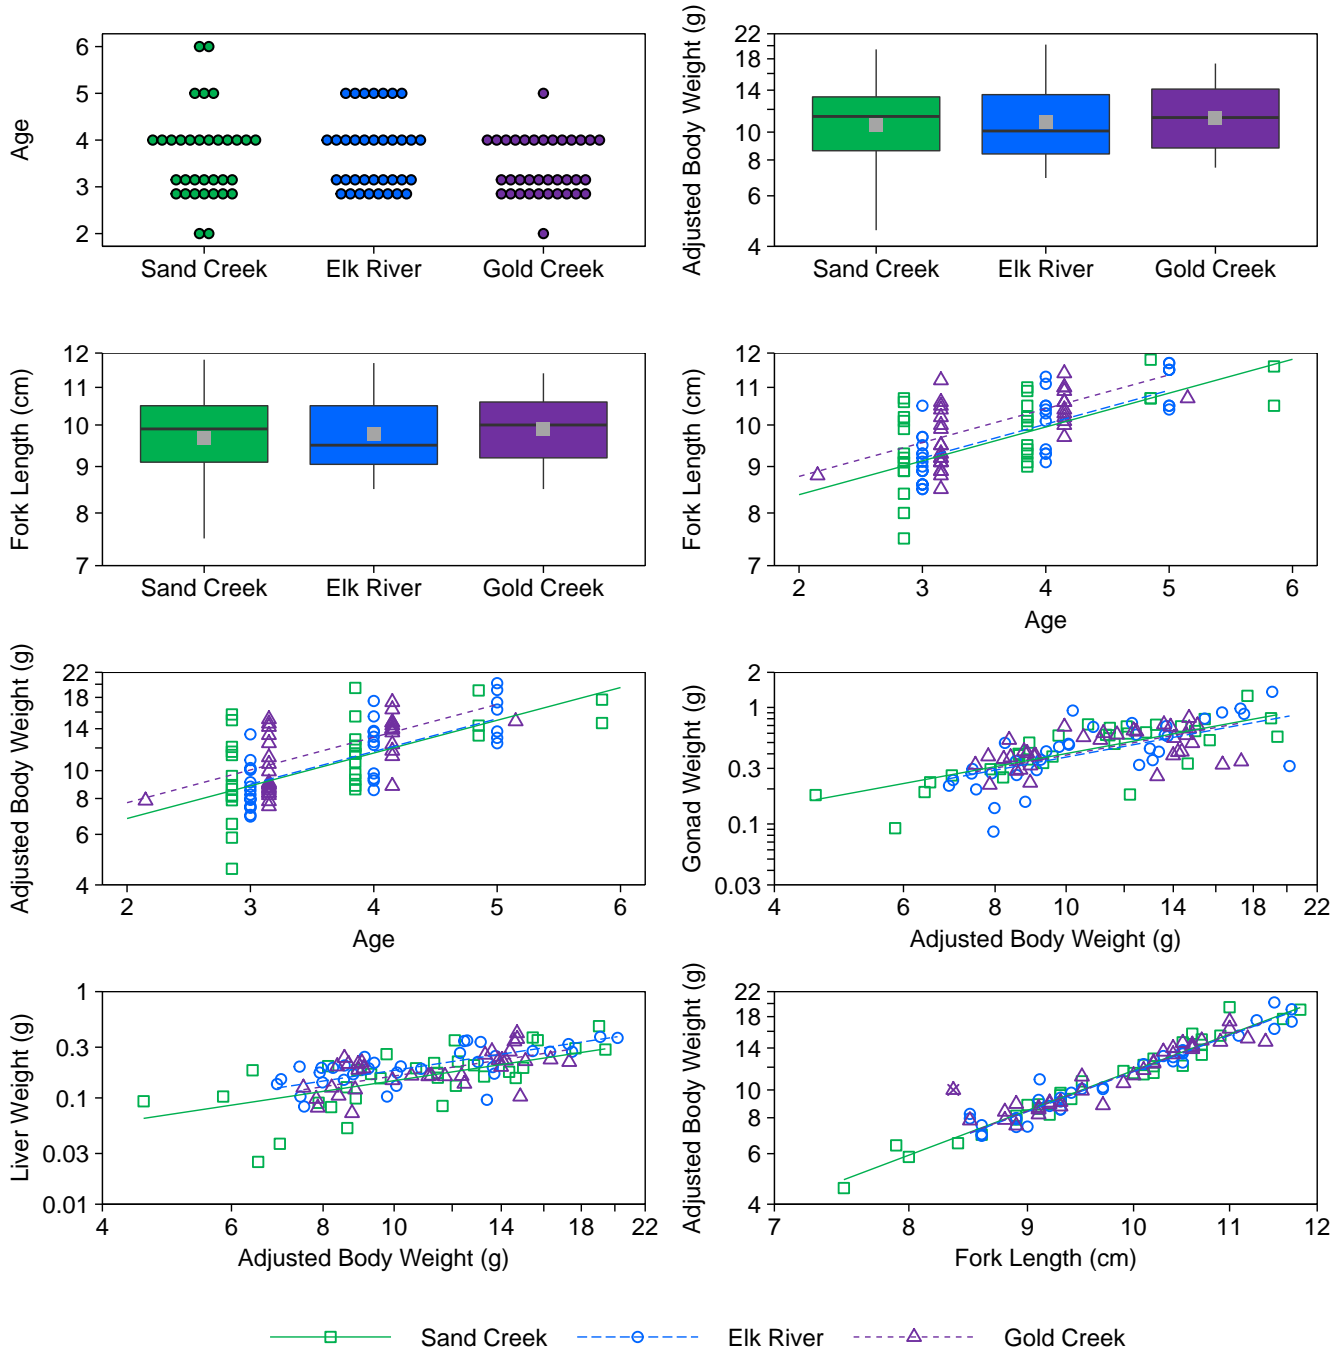 Age
6
5
4
3
2
Sand Creek Elk River Gold Creek
Adjusted Body Weight (g)
22
18
14
10
8
6
4
Sand Creek Elk River Gold Creek
Fork Length (cm)
12
11
10
9
8
7
Sand Creek Elk River Gold Creek
Fork Length (cm)
12
11
10
9
8
7
2 3 4 5 6
Age
Adjusted Body Weight (g)
22
18
14
10
8
6
4
2 3 4 5 6
Age
Gonad Weight (g)
2
1
0.3
0.1
0.03
4 6 8 10 14 18 22
Adjusted Body Weight (g)
Liver Weight (g)
1
0.3
0.1
0.03
0.01
4 6 8 10 14 18 22
Adjusted Body Weight (g)
Adjusted Body Weight (g)
22
18
14
10
8
6
4
7 8 9 10 11 12
Fork Length (cm)
Sand Creek Elk River Gold Creek